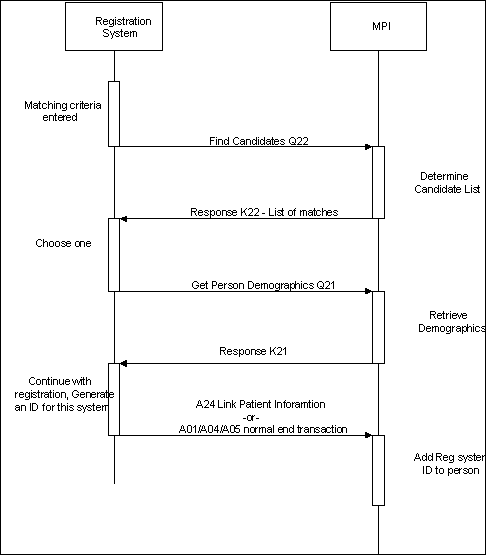 Registration
System
MPI
Matching criteria
entered
Find Candidates Q22
Determine
Candidate List
Response K22 - List of matches
Choose one
Get Person Demographics Q21
Retrieve
Demographics
Response K21
Continue with
registration, Generate
an ID for this system
A24 Link Patient Inforamtion
-or-
A01/A04/A05 normal end transaction
Add Reg system
ID to person